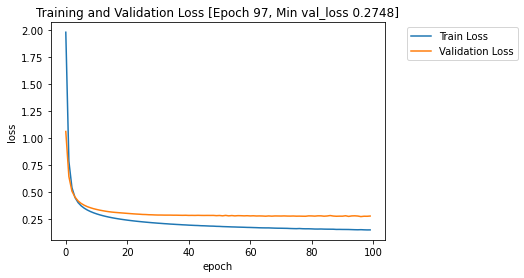 Training and Validation Loss [Epoch 97, Min val_loss 0.2748]
Train Loss
Validation Loss
2.00
1.75
1.50
1.25
1.00
0.75
0.50
0.25
loss
0 20 40 60 80 100
epoch